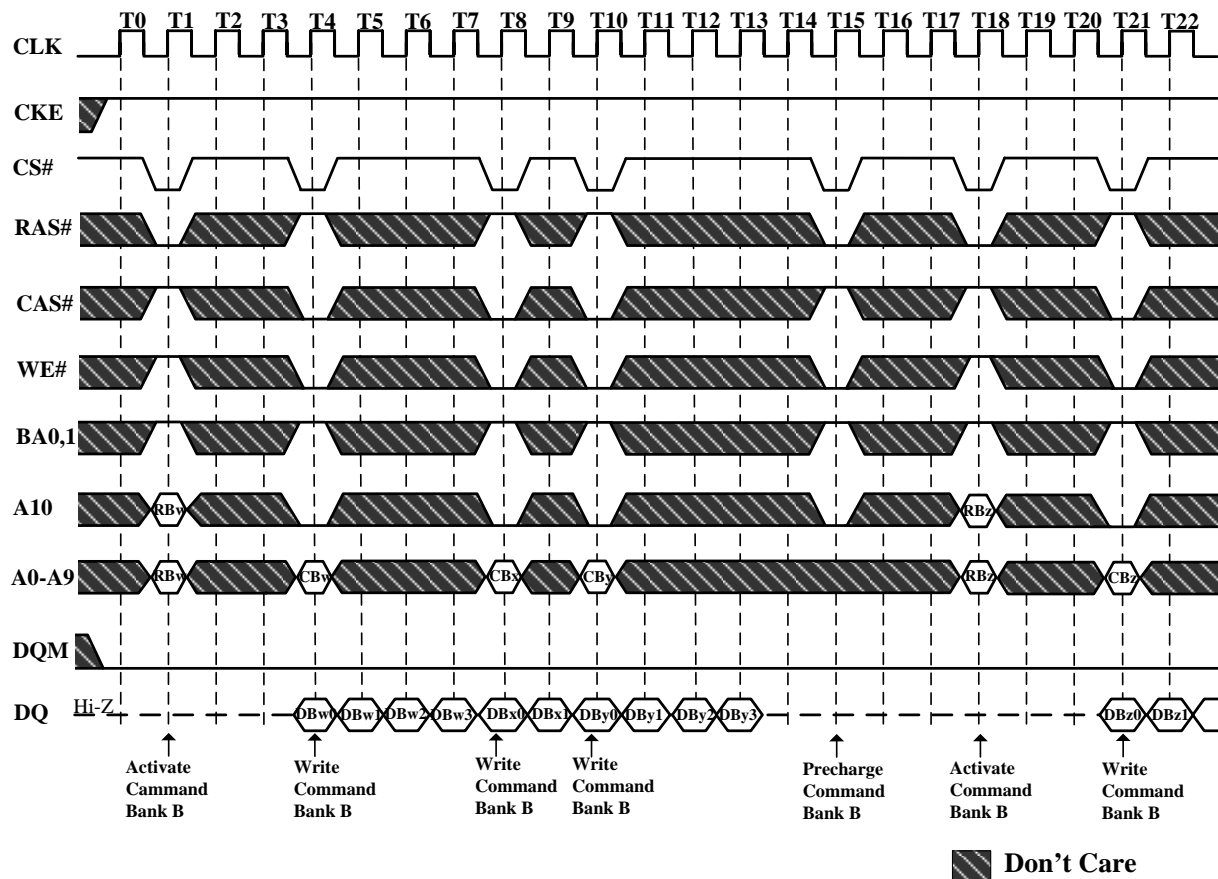 T0 T1 T2 T3 T4 T5 T6 T7 T8 T9 T10 T11 T12 T13 T14 T15 T16 T17 T18 T19 T20 T21 T22
CLK
CKE
CS#
RAS#
CAS#
WE#
BA0,1
A10 RBw RBz
A0-A9 RBw CBw CBx CBy RBz CBz
DQM
DQ Hi-Z DBw0 DBw1 DBw2 DBw3 DBx0 DBx1 DBy0 DBy1 DBy2 DBy3 DBz0 DBz1
Activate
Cammand
Bank B
Write
Command
Bank B
Write
Command
Bank B
Write
Command
Bank B
Precharge
Command
Bank B
Activate
Command
Bank B
Write
Command
Bank B
Don't Care